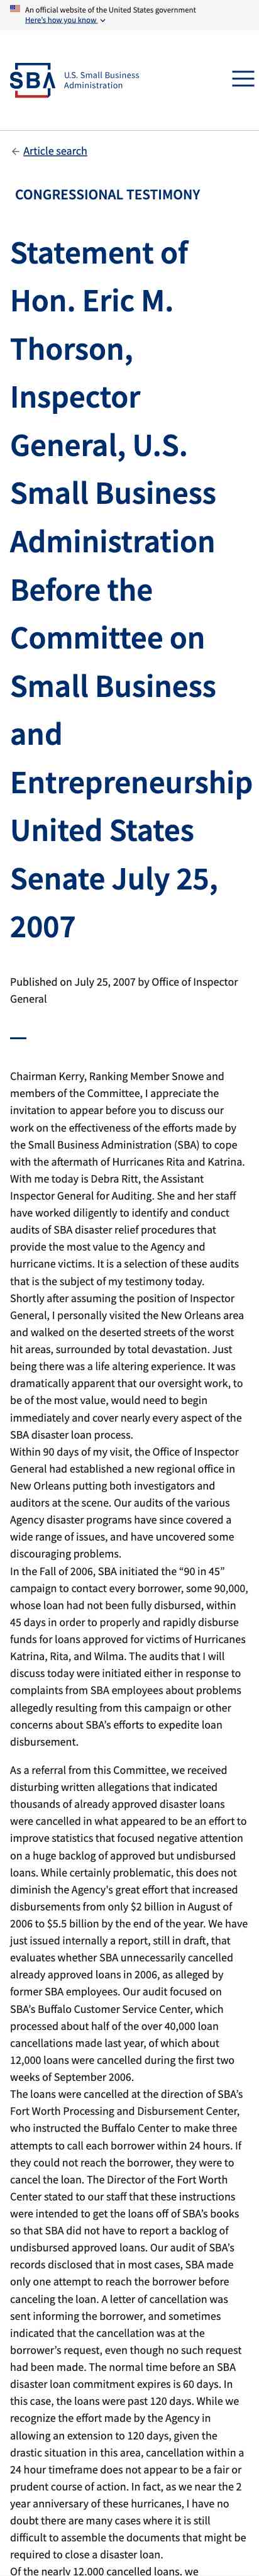 An official website of the United States government
Here's how you know
SBA
U.S. Small Business
Administration
← Article search
CONGRESSIONAL TESTIMONY
Statement of
Hon. Eric M.
Thorson,
Inspector
General, U.S.
Small Business
Administration
Before the
Committee on
Small Business
and
Entrepreneurship
United States
Senate July 25,
2007
Published on July 25, 2007 by Office of Inspector
General
Chairman Kerry, Ranking Member Snowe and
members of the Committee, I appreciate the
invitation to appear before you to discuss our
work on the effectiveness of the efforts made by
the Small Business Administration (SBA) to cope
with the aftermath of Hurricanes Rita and Katrina.
With me today is Debra Ritt, the Assistant
Inspector General for Auditing. She and her staff
have worked diligently to identify and conduct
audits of SBA disaster relief procedures that
provide the most value to the Agency and
hurricane victims. It is a selection of these audits
that is the subject of my testimony today.
Shortly after assuming the position of Inspector
General, I personally visited the New Orleans area
and walked on the deserted streets of the worst
hit areas, surrounded by total devastation. Just
being there was a life altering experience. It was
dramatically apparent that our oversight work, to
be of the most value, would need to begin
immediately and cover nearly every aspect of the
SBA disaster loan process.
Within 90 days of my visit, the Office of Inspector
General had established a new regional office in
New Orleans putting both investigators and
auditors at the scene. Our audits of the various
Agency disaster programs have since covered a
wide range of issues, and have uncovered some
discouraging problems.
In the Fall of 2006, SBA initiated the “90 in 45”
campaign to contact every borrower, some 90,000,
whose loan had not been fully disbursed, within
45 days in order to properly and rapidly disburse
funds for loans approved for victims of Hurricanes
Katrina, Rita, and Wilma. The audits that I will
discuss today were initiated either in response to
complaints from SBA employees about problems
allegedly resulting from this campaign or other
concerns about SBA’s efforts to expedite loan
disbursement.
As a referral from this Committee, we received
disturbing written allegations that indicated
thousands of already approved disaster loans
were cancelled in what appeared to be an effort to
improve statistics that focused negative attention
on a huge backlog of approved but undisbursed
loans. While certainly problematic, this does not
diminish the Agency’s great effort that increased
disbursements from only $2 billion in August of
2006 to $5.5 billion by the end of the year. We have
just issued internally a report, still in draft, that
evaluates whether SBA unnecessarily cancelled
already approved loans in 2006, as alleged by
former SBA employees. Our audit focused on
SBA’s Buffalo Customer Service Center, which
processed about half of the over 40,000 loan
cancellations made last year, of which about
12,000 loans were cancelled during the first two
weeks of September 2006.
The loans were cancelled at the direction of SBA’s
Fort Worth Processing and Disbursement Center,
who instructed the Buffalo Center to make three
attempts to call each borrower within 24 hours. If
they could not reach the borrower, they were to
cancel the loan. The Director of the Fort Worth
Center stated to our staff that these instructions
were intended to get the loans off of SBA’s books
so that SBA did not have to report a backlog of
undisbursed approved loans. Our audit of SBA’s
records disclosed that in most cases, SBA made
only one attempt to reach the borrower before
canceling the loan. A letter of cancellation was
sent informing the borrower, and sometimes
indicated that the cancellation was at the
borrower’s request, even though no such request
had been made. The normal time before an SBA
disaster loan commitment expires is 60 days. In
this case, the loans were past 120 days. While we
recognize the effort made by the Agency in
allowing an extension to 120 days, given the
drastic situation in this area, cancellation within a
24 hour timeframe does not appear to be a fair or
prudent course of action. In fact, as we near the 2
year anniversary of these hurricanes, I have no
doubt there are many cases where it is still
difficult to assemble the documents that might be
required to close a disaster loan.
Of the nearly 12,000 cancelled loans, we